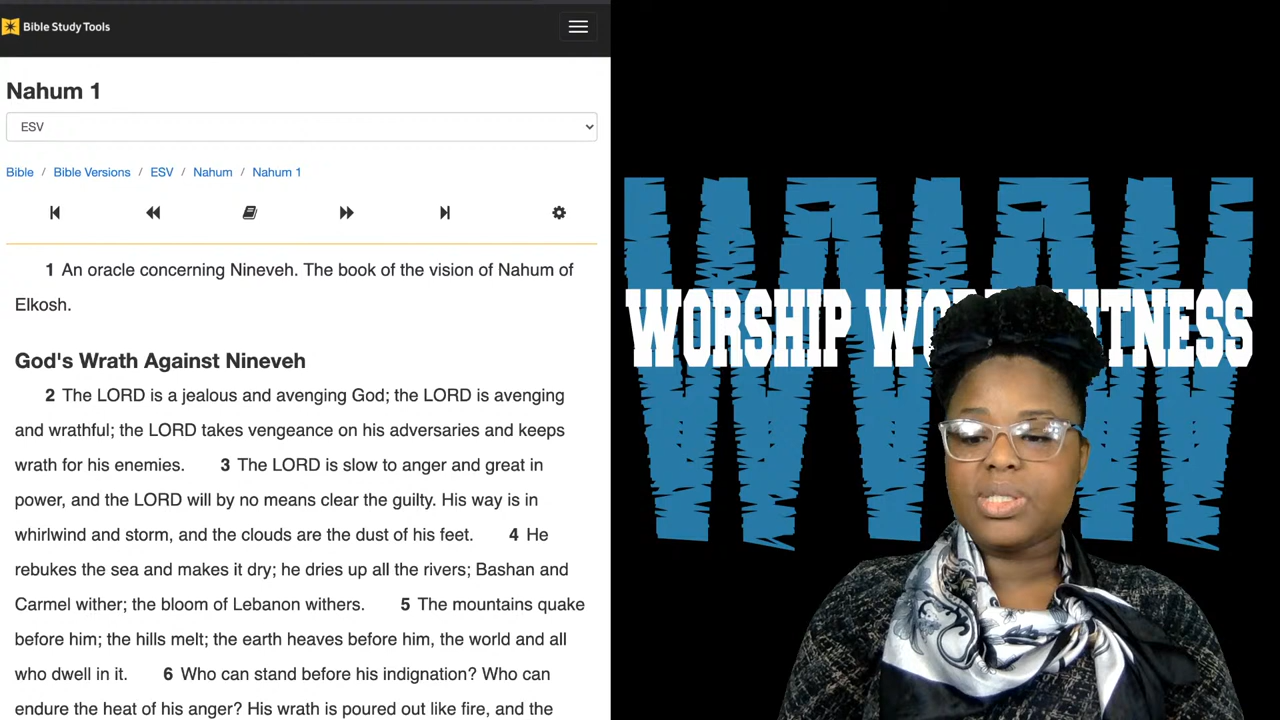 Bible Study Tools
Nahum 1
ESV
Bible / Bible Versions / ESV / Nahum / Nahum 1
1 An oracle concerning Nineveh. The book of the vision of Nahum of
Elkosh.
God's Wrath Against Nineveh
2 The LORD is a jealous and avenging God; the LORD is avenging
and wrathful; the LORD takes vengeance on his adversaries and keeps
wrath for his enemies. 3 The LORD is slow to anger and great in
power, and the LORD will by no means clear the guilty. His way is in
whirlwind and storm, and the clouds are the dust of his feet. 4 He
rebukes the sea and makes it dry; he dries up all the rivers; Bashan and
Carmel wither; the bloom of Lebanon withers. 5 The mountains quake
before him; the hills melt; the earth heaves before him, the world and all
who dwell in it. 6 Who can stand before his indignation? Who can
endure the heat of his anger? His wrath is poured out like fire, and the
WWW
WORSHIP